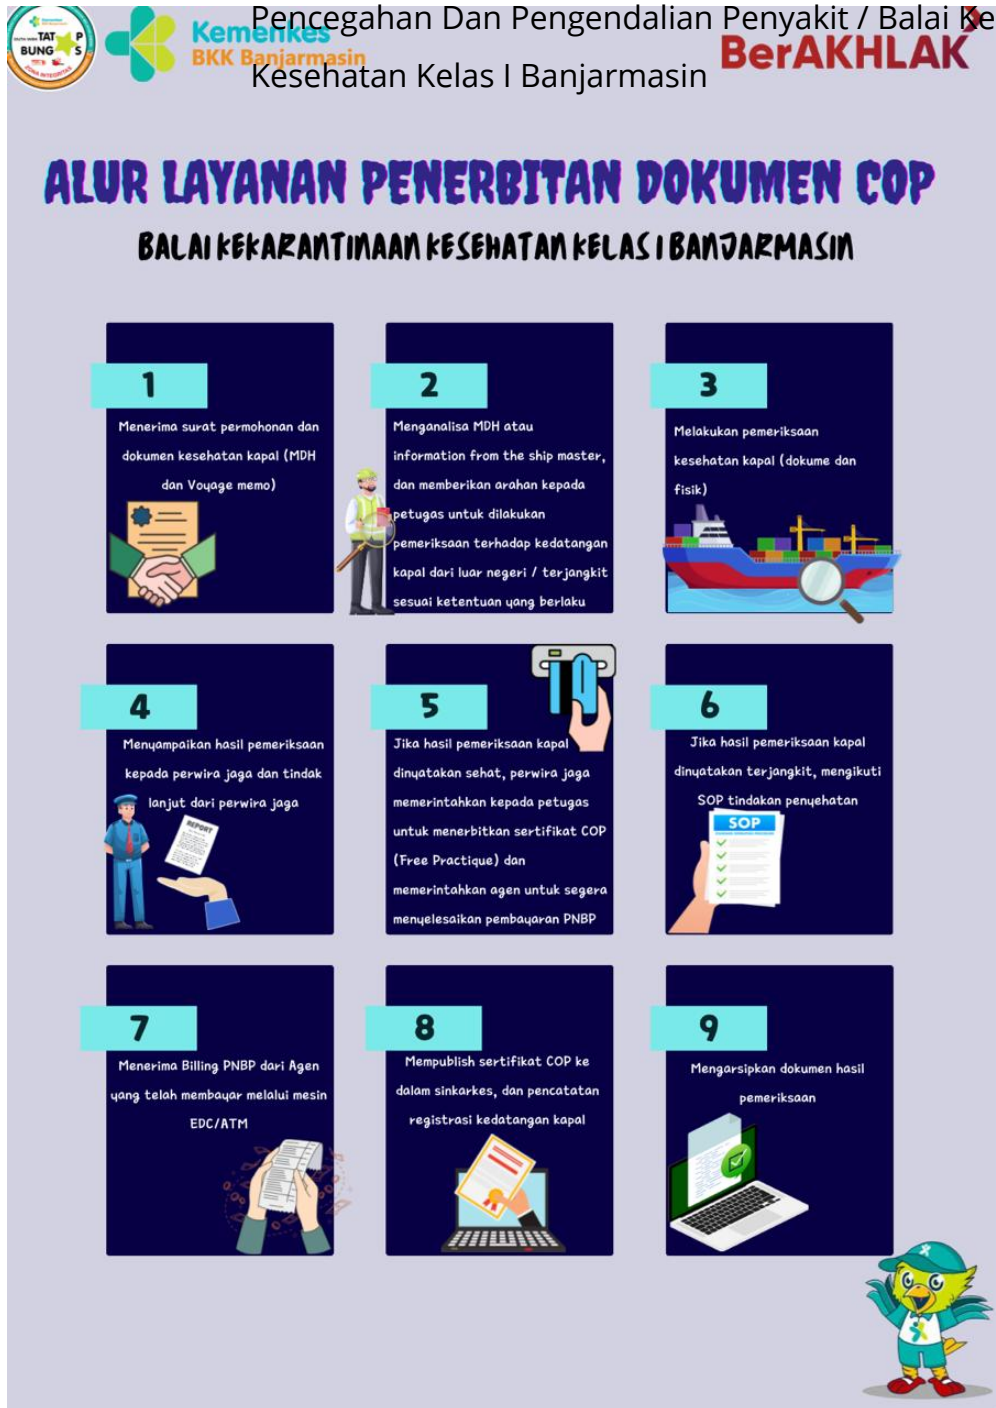 Pencegahan Dan Pengendalian Penyakit / Balai Ke
Kesehatan Kelas I Banjarmasin
TAT P
BUNG S
ZONA INTEGRITAS
Kemenkes
BKK Banjarmasin
BerAKHLAK
ALUR LAYANAN PENERBITAN DOKUMEN COP
BALAI KEKARANTINAAN KESEHATAN KELAS I BANJARMASIN
1
Menerima surat permohonan dan
dokumen kesehatan kapal (MDH
dan Voyage memo)
2
Menganalisa MDH atau
information from the ship master,
dan memberikan arahan kepada
petugas untuk dilakukan
pemeriksaan terhadap kedatangan
kapal dari luar negeri / terjangkit
sesuai ketentuan yang berlaku
3
Melakukan pemeriksaan
kesehatan kapal (dokume dan
fisik)
4
Menyampaikan hasil pemeriksaan
kepada perwira jaga dan tindak
lanjut dari perwira jaga
REPORT
5
Jika hasil pemeriksaan kapal
dinyatakan sehat, perwira jaga
memerintahkan kepada petugas
untuk menerbitkan sertifikat COP
(Free Practique) dan
memerintahkan agen untuk segera
menyelesaikan pembayaran PNBP
6
Jika hasil pemeriksaan kapal
dinyatakan terjangkit, mengikuti
SOP tindakan penyehatan
SOP
7
Menerima Billing PNBP dari Agen
yang telah membayar melalui mesin
EDC/ATM
8
Mempublish sertifikat COP ke
dalam sinkarkes, dan pencatatan
registrasi kedatangan kapal
9
Mengarsipkan dokumen hasil
pemeriksaan